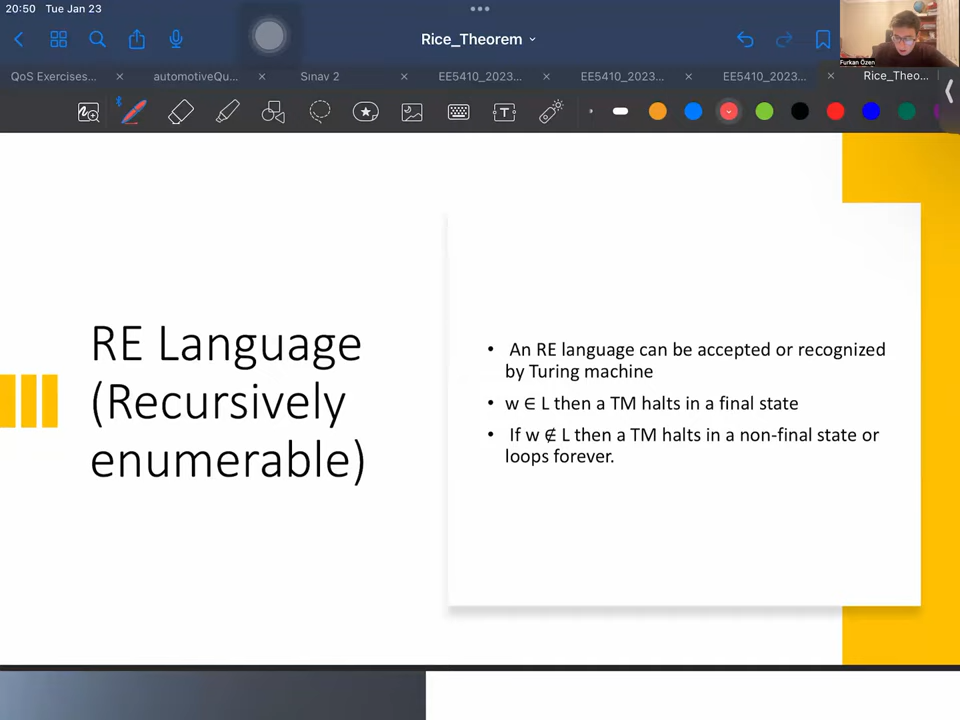 20:50 Tue Jan 23
Rice_Theorem
Furkan Özen
QoS Exercises...
automotiveQu...
Sınav 2
EE5410_2023...
EE5410_2023...
EE5410_2023...
Rice_Theo...
RE Language
(Recursively
enumerable)
• An RE language can be accepted or recognized
by Turing machine
• w ∈ L then a TM halts in a final state
• If w ∉ L then a TM halts in a non-final state or
loops forever.